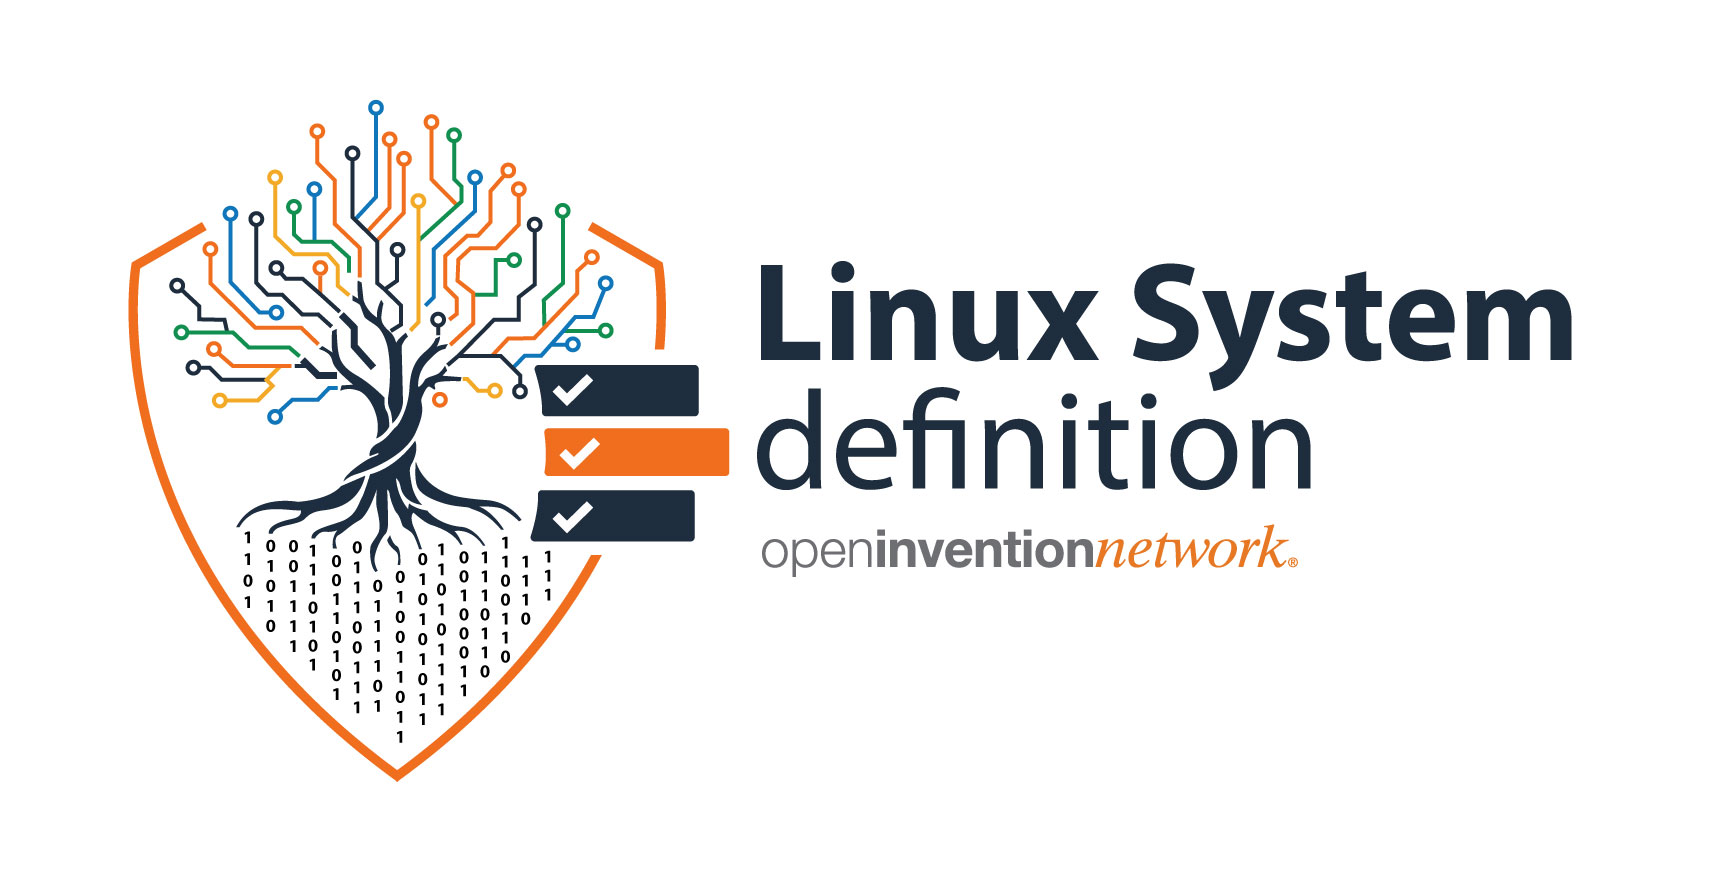 Linux System
definition
openinventionnetwork®